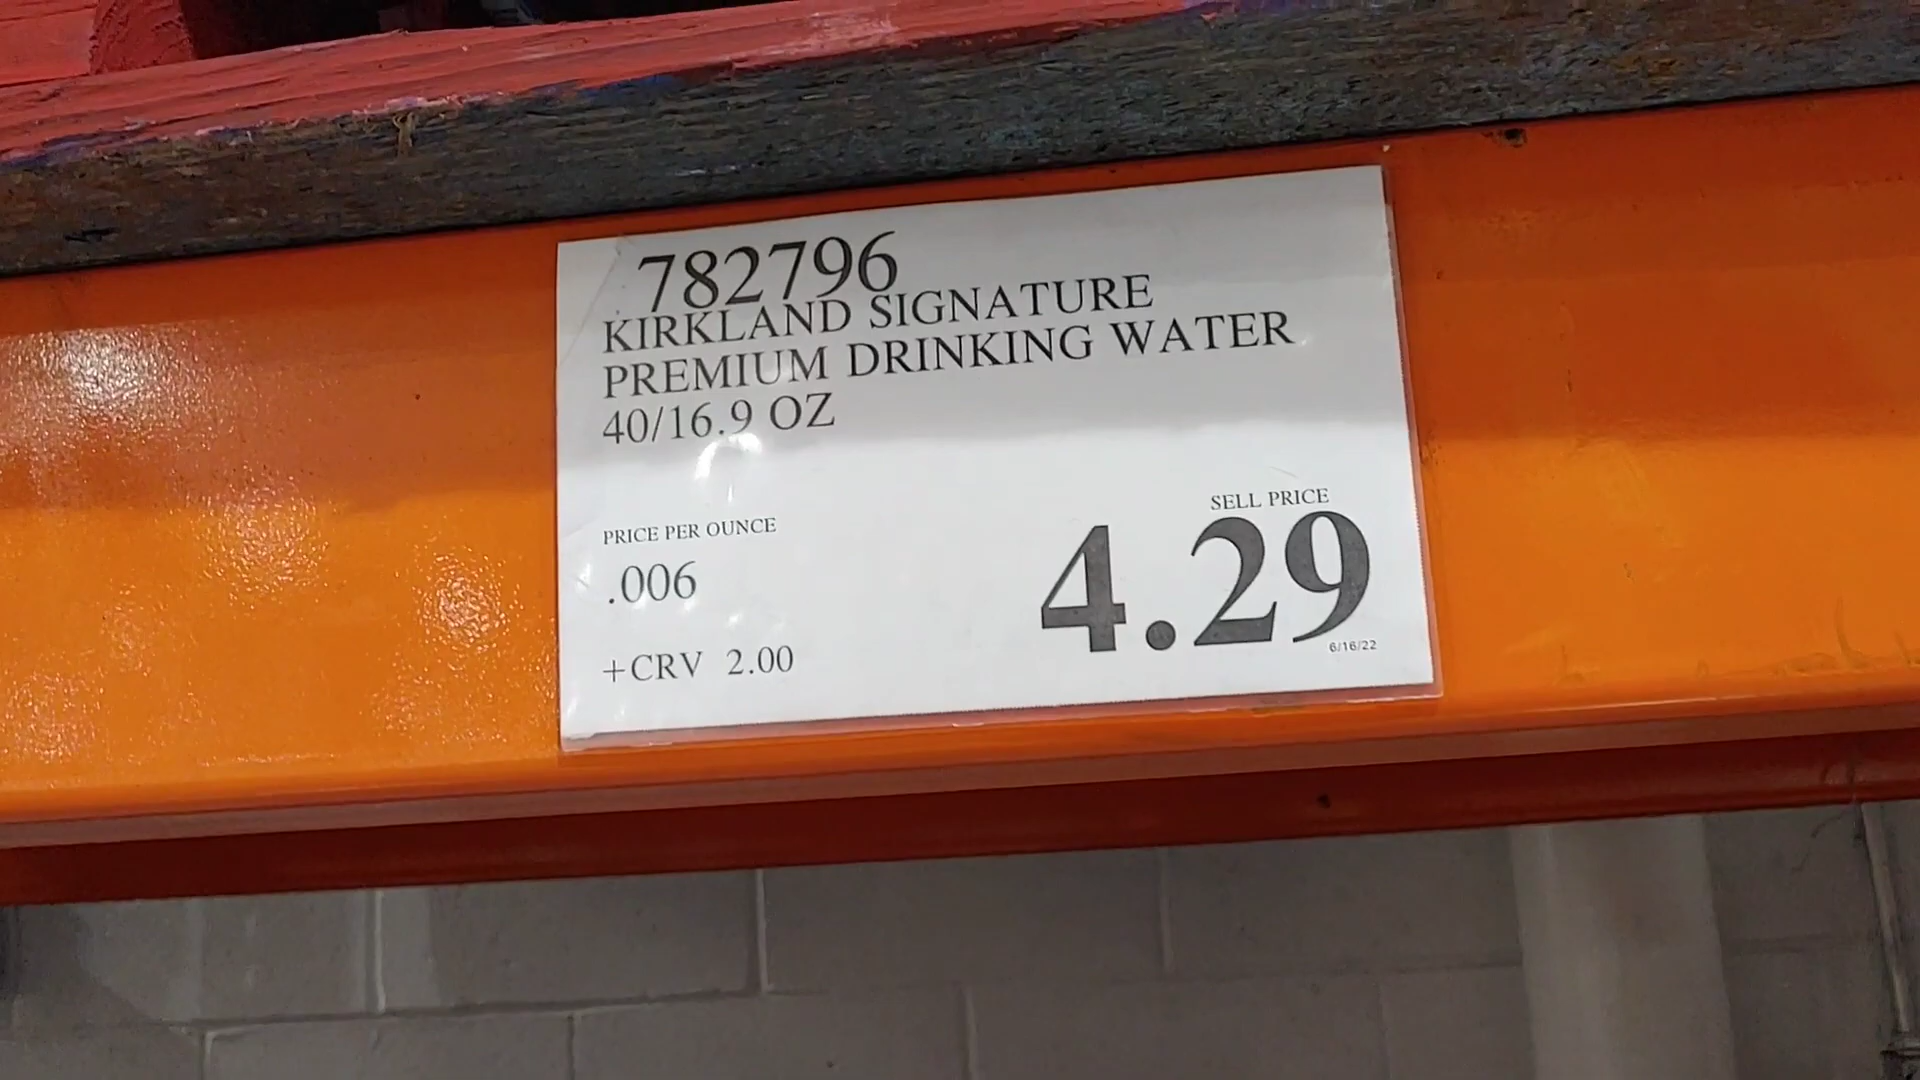 782796
KIRKLAND SIGNATURE
PREMIUM DRINKING WATER
40/16.9 OZ
PRICE PER OUNCE
.006
+CRV 2.00
SELL PRICE
4.29
6/16/22